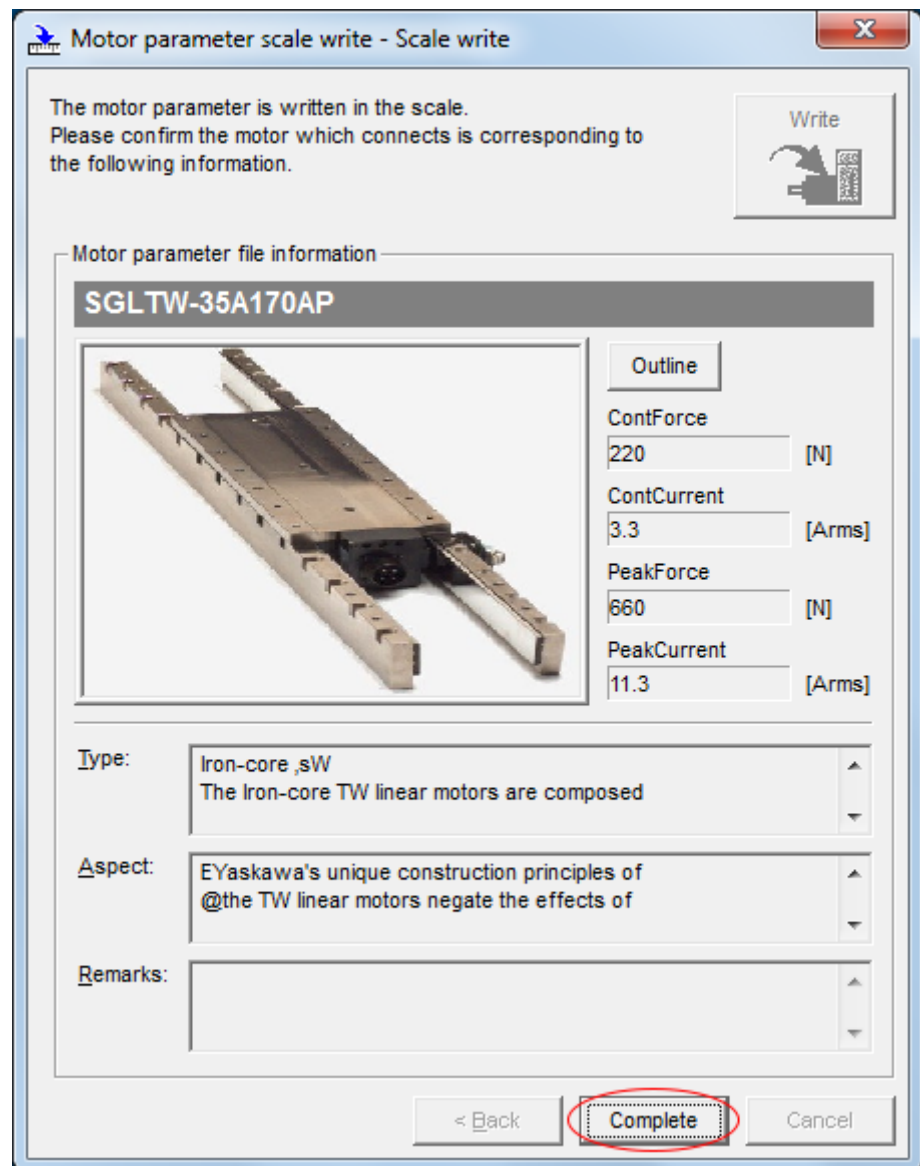 Motor parameter scale write - Scale write
The motor parameter is written in the scale.
Please confirm the motor which connects is corresponding to
the following information.
Write
Motor parameter file information
SGLTW-35A170AP
Outline
ContForce
220 [N]
ContCurrent
3.3 [Arms]
PeakForce
660 [N]
PeakCurrent
11.3 [Arms]
Type:
Iron-core ,sW
The Iron-core TW linear motors are composed
Aspect:
EYaskawa's unique construction principles of
@the TW linear motors negate the effects of
Remarks:
< Back
Complete
Cancel